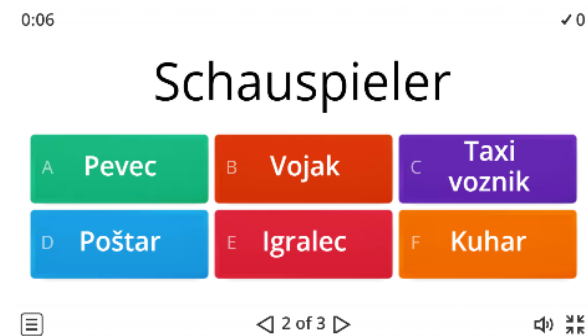 0:06 ✓ 0
Schauspieler
A Pevec
B Vojak
C Taxi
voznik
D Poštar
E Igralec
F Kuhar
2 of 3